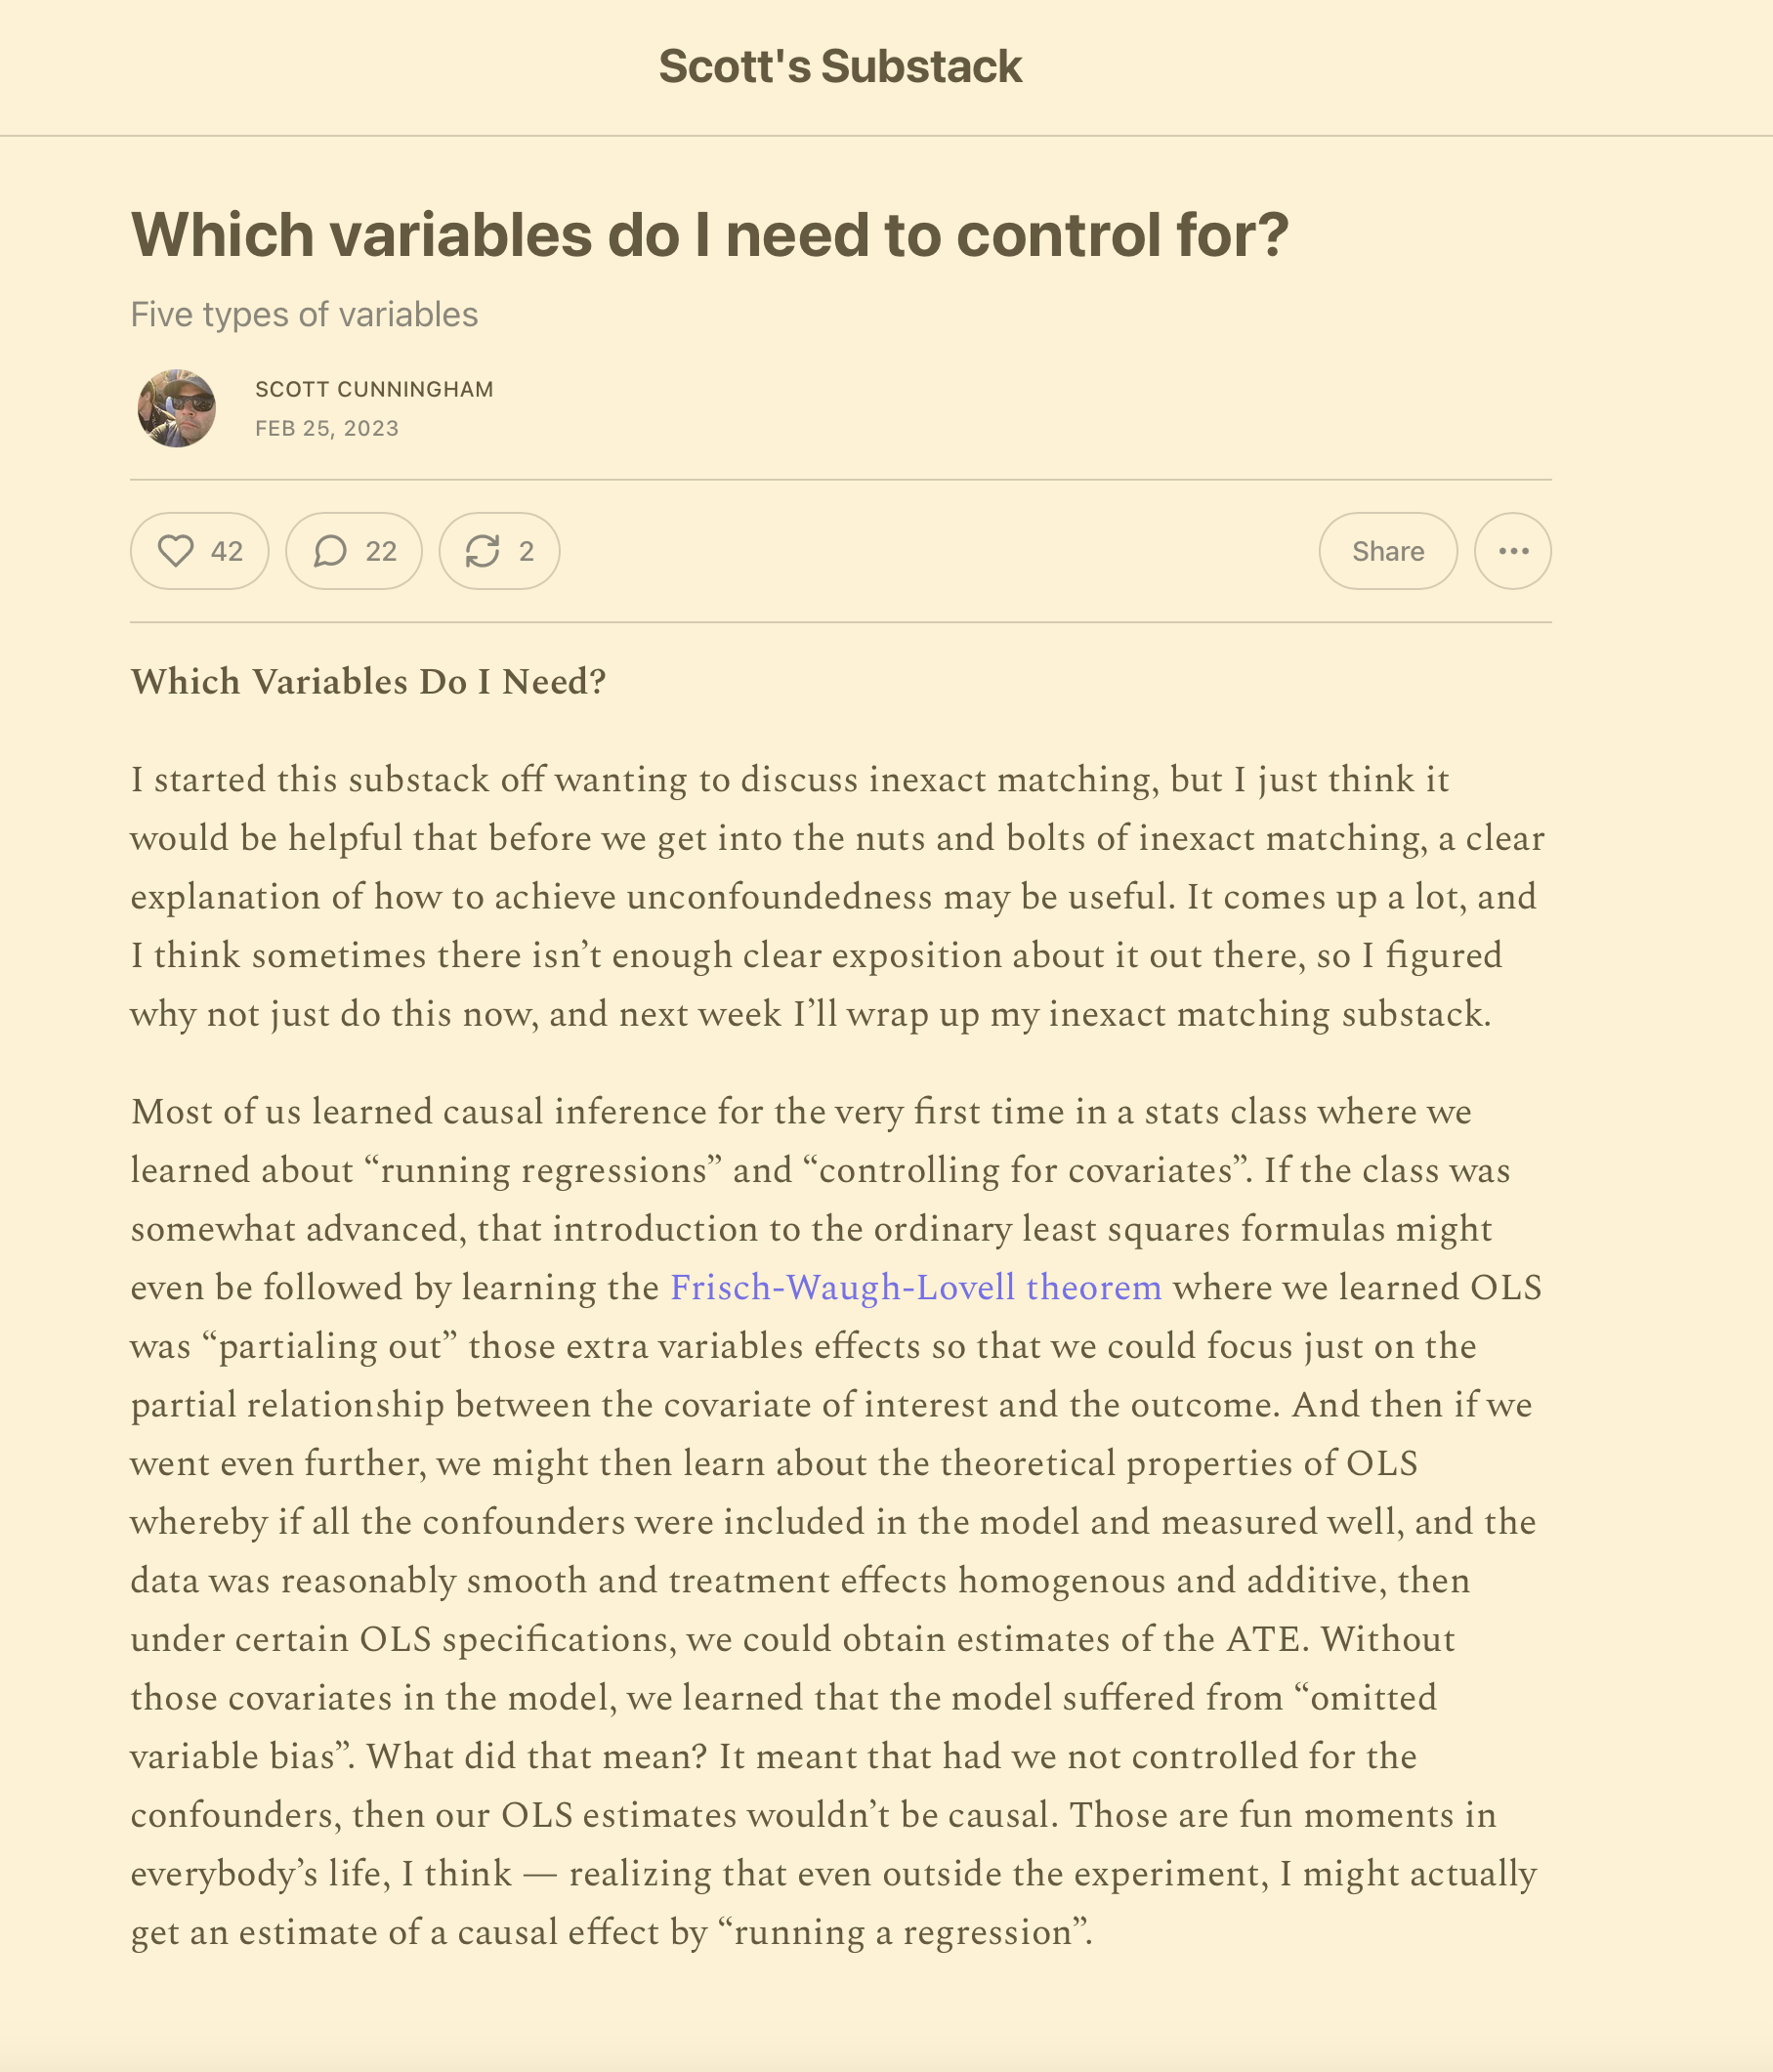 Scott's Substack
Which variables do I need to control for?
Five types of variables
SCOTT CUNNINGHAM
FEB 25, 2023
42 22 2 Share
Which Variables Do I Need?
I started this substack off wanting to discuss inexact matching, but I just think it
would be helpful that before we get into the nuts and bolts of inexact matching, a clear
explanation of how to achieve unconfoundedness may be useful. It comes up a lot, and
I think sometimes there isn’t enough clear exposition about it out there, so I figured
why not just do this now, and next week I’ll wrap up my inexact matching substack.
Most of us learned causal inference for the very first time in a stats class where we
learned about “running regressions” and “controlling for covariates”. If the class was
somewhat advanced, that introduction to the ordinary least squares formulas might
even be followed by learning the Frisch-Waugh-Lovell theorem where we learned OLS
was “partialing out” those extra variables effects so that we could focus just on the
partial relationship between the covariate of interest and the outcome. And then if we
went even further, we might then learn about the theoretical properties of OLS
whereby if all the confounders were included in the model and measured well, and the
data was reasonably smooth and treatment effects homogenous and additive, then
under certain OLS specifications, we could obtain estimates of the ATE. Without
those covariates in the model, we learned that the model suffered from “omitted
variable bias”. What did that mean? It meant that had we not controlled for the
confounders, then our OLS estimates wouldn’t be causal. Those are fun moments in
everybody’s life, I think — realizing that even outside the experiment, I might actually
get an estimate of a causal effect by “running a regression”.